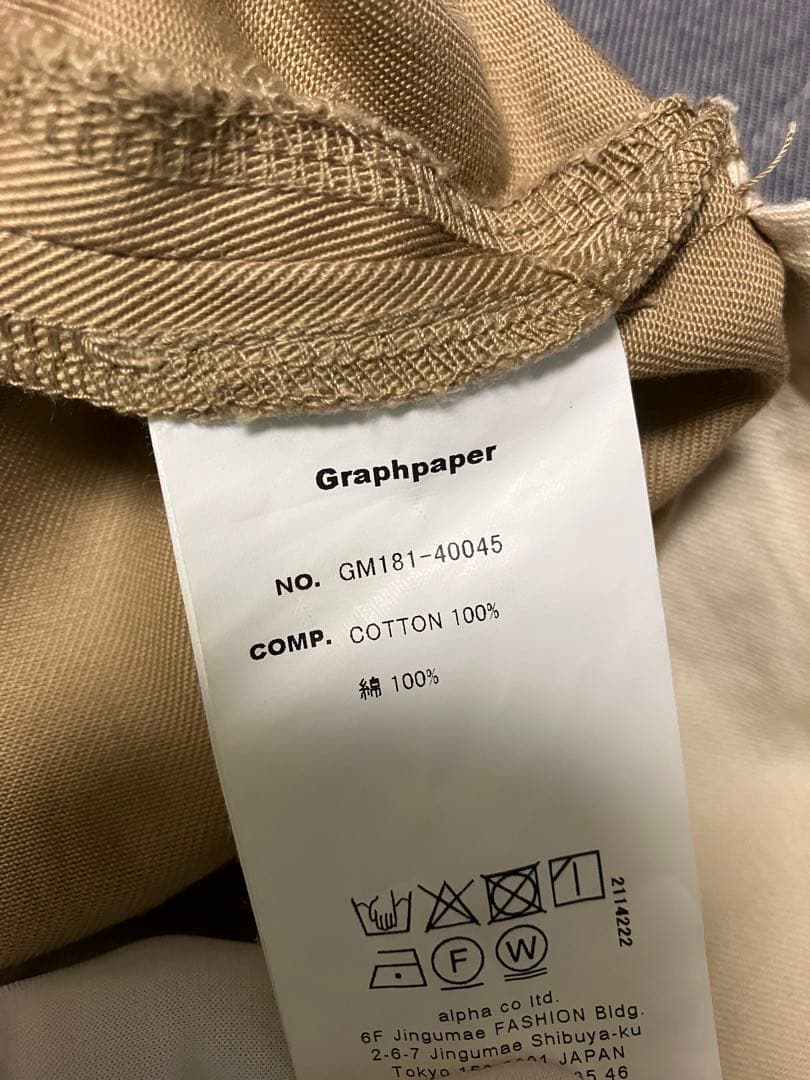 Graphpaper
NO. GM181-40045
COMP. COTTON 100%
綿 100%
2114222
F W
alpha co ltd.
6F Jingumae FASHION Bldg.
2-6-7 Jingumae Shibuya-ku
Tokyo JAPAN